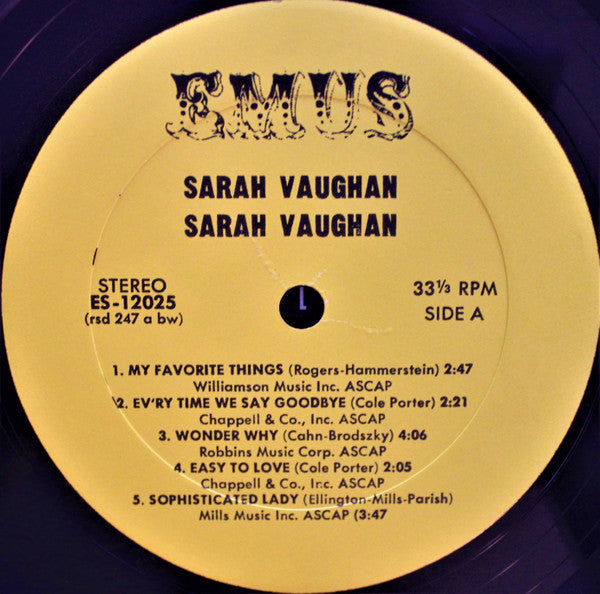 EMUS
SARAH VAUGHAN
SARAH VAUGHAN
STEREO
ES-12025
(rsd 247 a bw)
33⅓ RPM
SIDE A
1. MY FAVORITE THINGS (Rogers-Hammerstein) 2:47
Williamson Music Inc. ASCAP
2. EV'RY TIME WE SAY GOODBYE (Cole Porter) 2:21
Chappell & Co., Inc. ASCAP
3. WONDER WHY (Cahn-Brodszky) 4:06
Robbins Music Corp. ASCAP
4. EASY TO LOVE (Cole Porter) 2:05
Chappell & Co., Inc. ASCAP
5. SOPHISTICATED LADY (Ellington-Mills-Parish)
Mills Music Inc. ASCAP (3:47